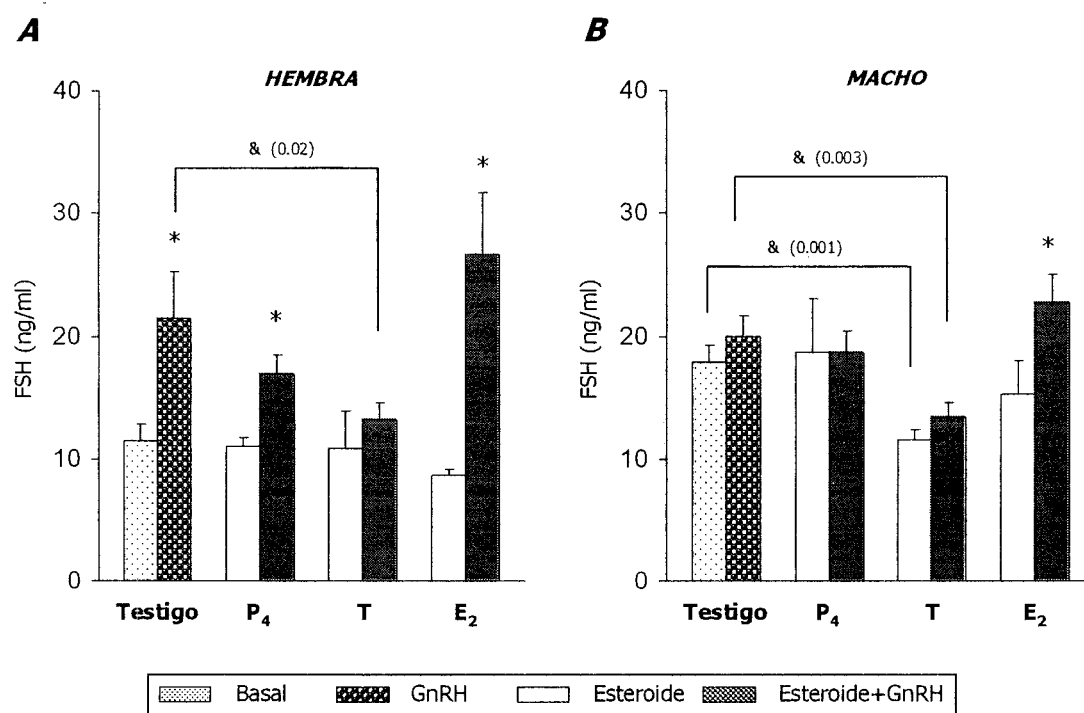 A
HEMBRA
40
30
20
10
0
FSH (ng/ml)
& (0.02)
*
*
*
Testigo P₄ T E₂
B
MACHO
40
30
20
10
0
FSH (ng/ml)
& (0.003)
& (0.001)
*
Testigo P₄ T E₂
Basal GnRH Esteroide Esteroide+GnRH